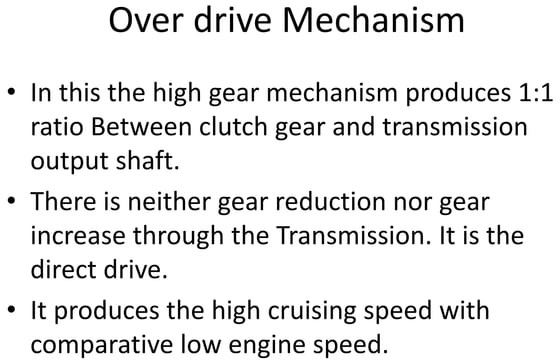 Over drive Mechanism
• In this the high gear mechanism produces 1:1
ratio Between clutch gear and transmission
output shaft.
• There is neither gear reduction nor gear
increase through the Transmission. It is the
direct drive.
• It produces the high cruising speed with
comparative low engine speed.